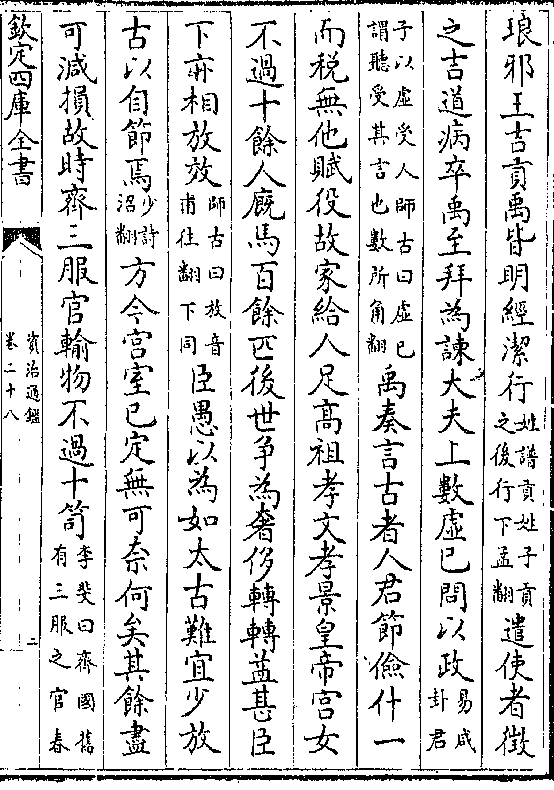 琅邪王吉貢禹皆明經潔行姓譜貢姓子貢之後行下孟翻遣使者徴
之吉道病卒禹至拜為諫大夫上數虛已問以政易咸卦君
子以虛受人師古曰虛已謂聽受其言也數所角翻禹奏言古者人君節儉什一
而税無他賦役故家給人足高祖孝文孝景皇帝宫女
不過十餘人廐馬百餘匹後世争為奢侈轉轉益甚臣
下亦相放效師古曰放音甫往翻下同臣愚以為如太古難宜少放
古以自節焉少詩沼翻方今宫室已定無可奈何矣其餘盡
可減損故時齊三服官輸物不過十笥李斐曰齊國舊有三服之官春
欽定四庫全書
資治通鑑
卷二十八
二